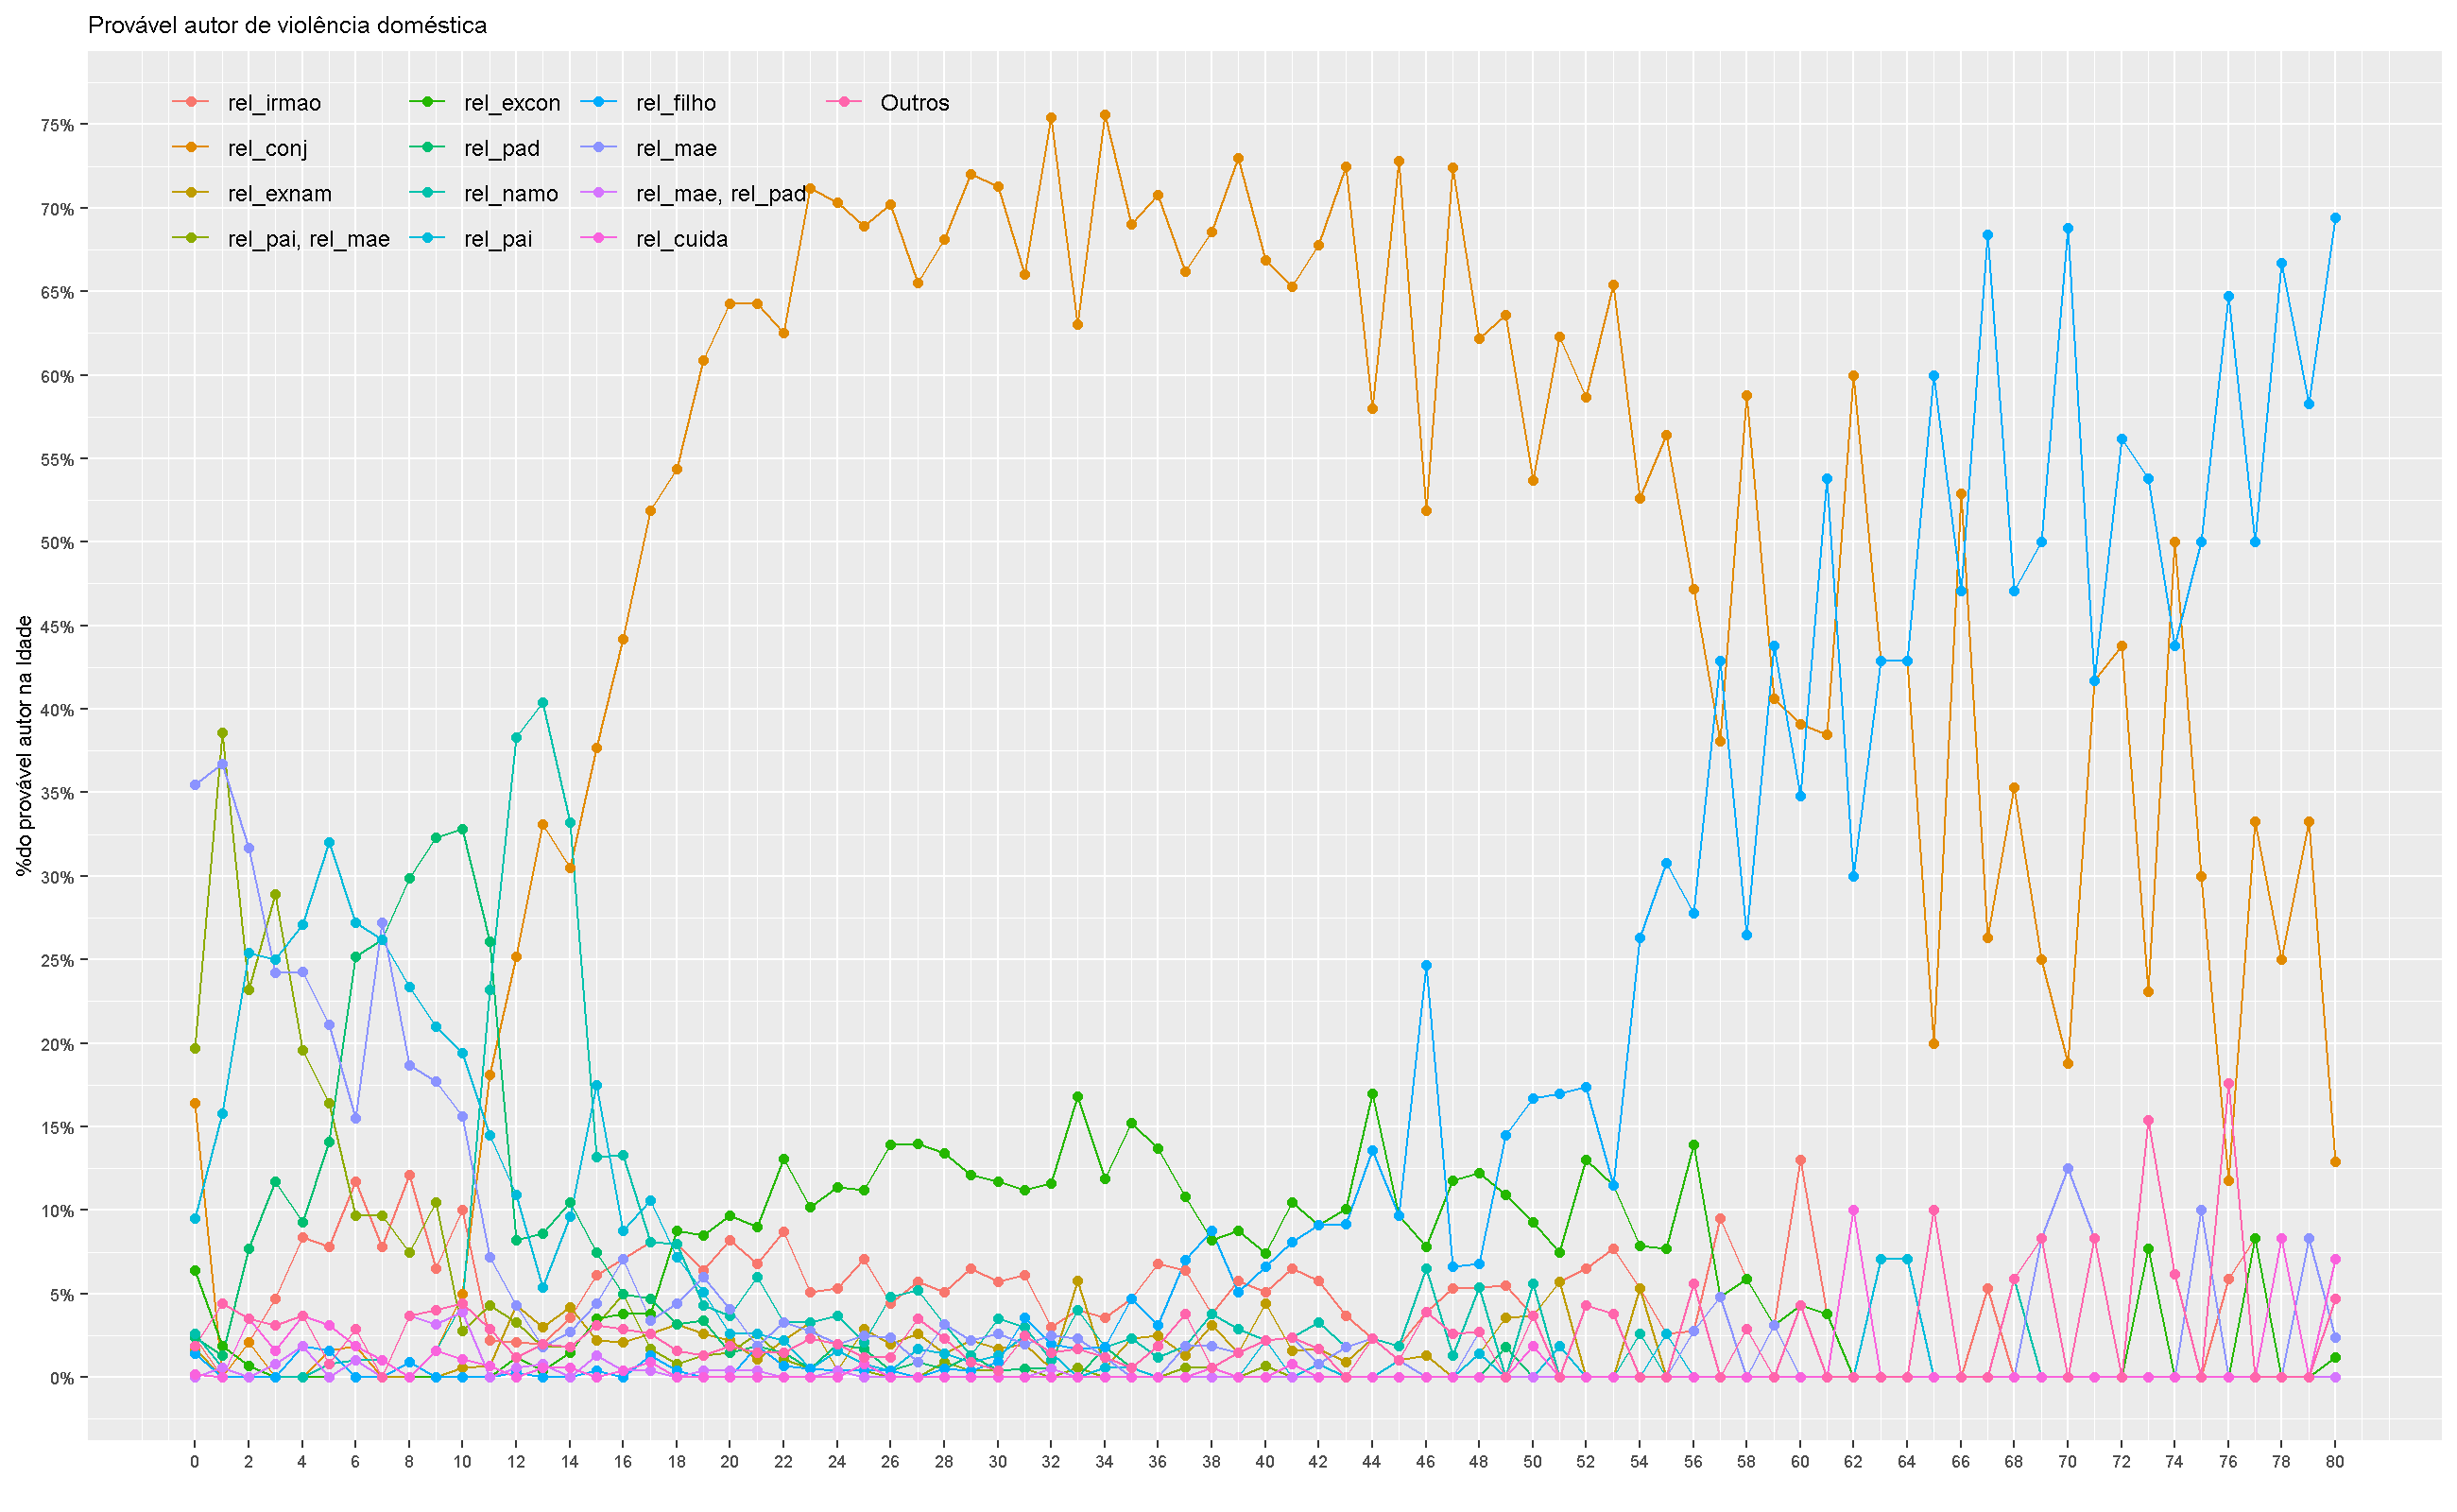 Provável autor de violência doméstica
rel_irmao
rel_conj
rel_exnam
rel_pai, rel_mae
rel_excon
rel_pad
rel_namo
rel_pai
rel_filho
rel_mae
rel_mae, rel_pad
rel_cuida
Outros
%do provável autor na Idade
75%
70%
65%
60%
55%
50%
45%
40%
35%
30%
25%
20%
15%
10%
5%
0%
0 2 4 6 8 10 12 14 16 18 20 22 24 26 28 30 32 34 36 38 40 42 44 46 48 50 52 54 56 58 60 62 64 66 68 70 72 74 76 78 80